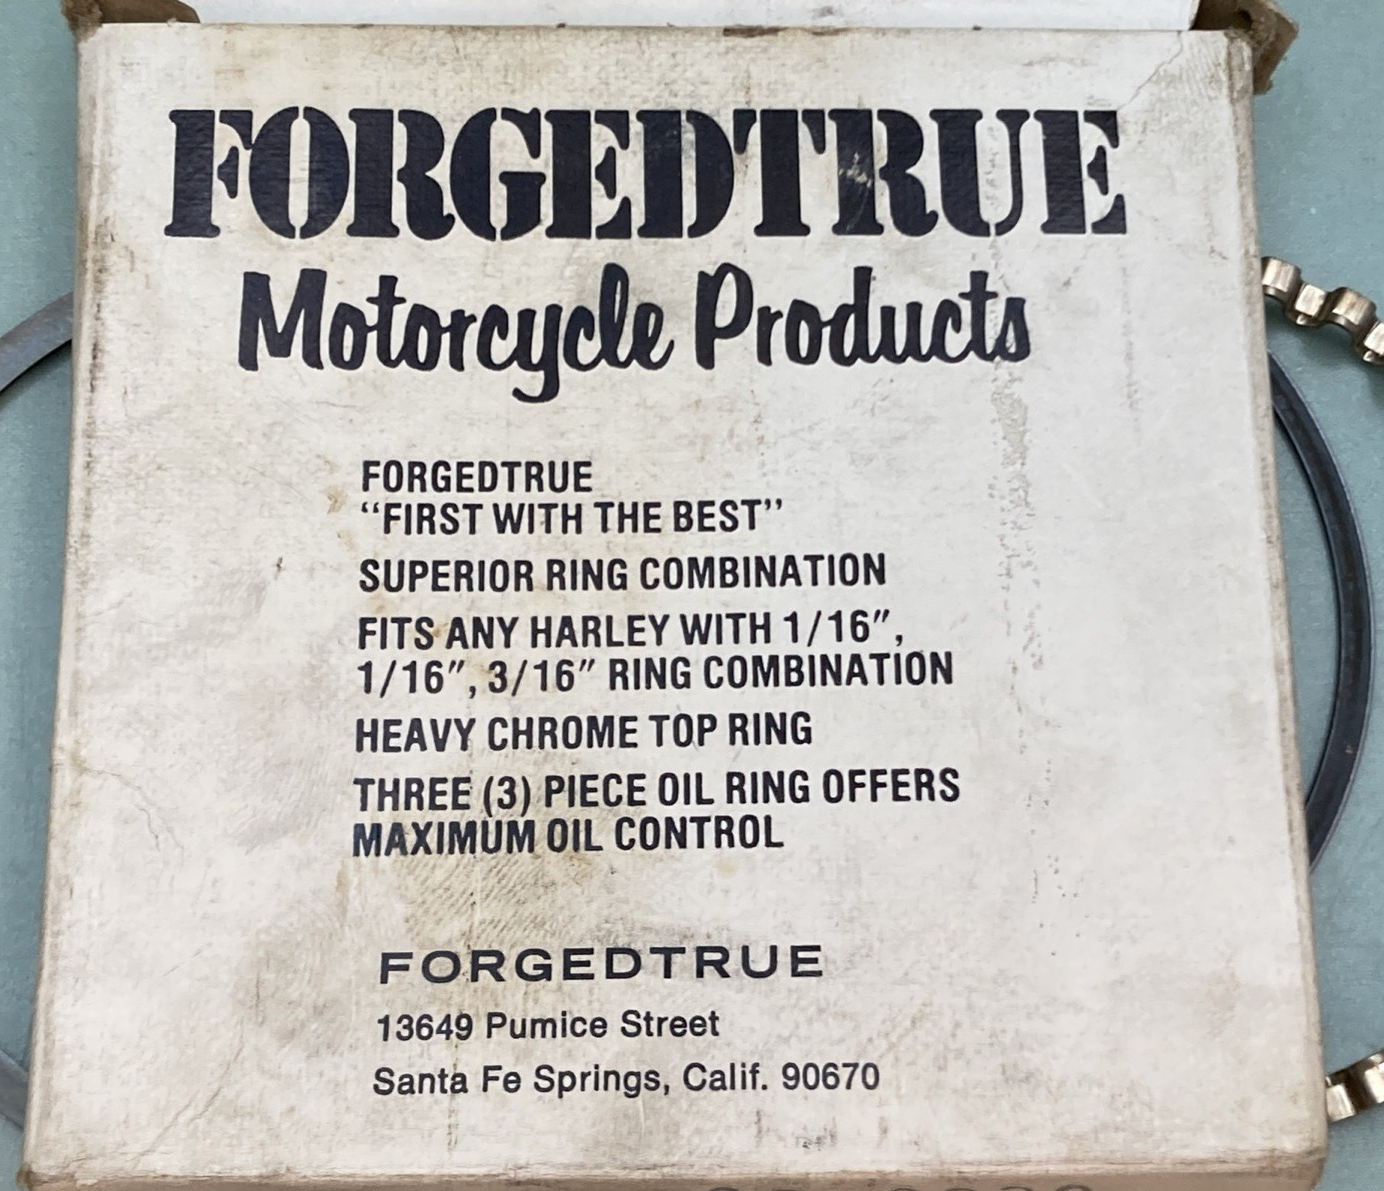 FORGEDTRUE
Motorcycle Products
FORGEDTRUE
“FIRST WITH THE BEST”
SUPERIOR RING COMBINATION
FITS ANY HARLEY WITH 1/16″,
1/16″, 3/16″ RING COMBINATION
HEAVY CHROME TOP RING
THREE (3) PIECE OIL RING OFFERS
MAXIMUM OIL CONTROL
FORGEDTRUE
13649 Pumice Street
Santa Fe Springs, Calif. 90670